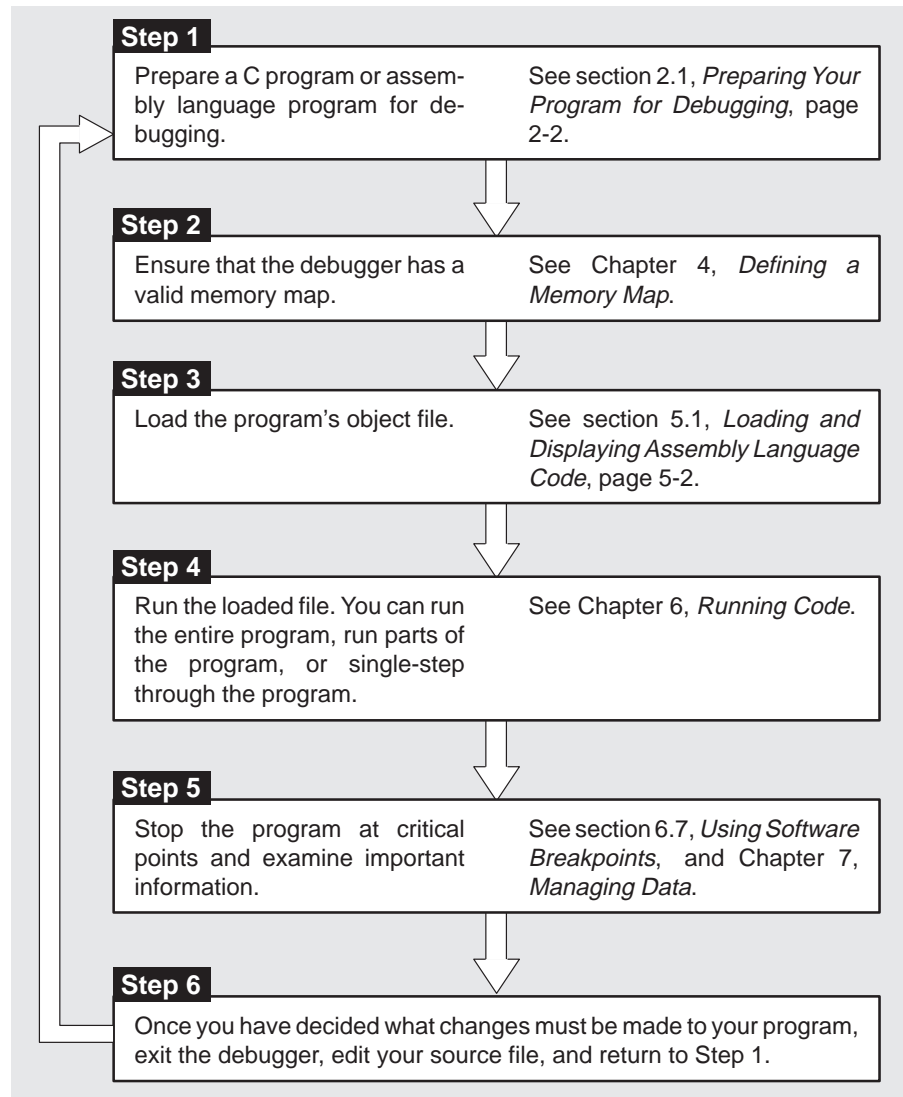 Step 1
Prepare a C program or assem-
bly language program for de-
bugging.
See section 2.1, Preparing Your
Program for Debugging, page
2-2.
Step 2
Ensure that the debugger has a
valid memory map.
See Chapter 4, Defining a
Memory Map.
Step 3
Load the program's object file.
See section 5.1, Loading and
Displaying Assembly Language
Code, page 5-2.
Step 4
Run the loaded file. You can run
the entire program, run parts of
the program, or single-step
through the program.
See Chapter 6, Running Code.
Step 5
Stop the program at critical
points and examine important
information.
See section 6.7, Using Software
Breakpoints, and Chapter 7,
Managing Data.
Step 6
Once you have decided what changes must be made to your program,
exit the debugger, edit your source file, and return to Step 1.